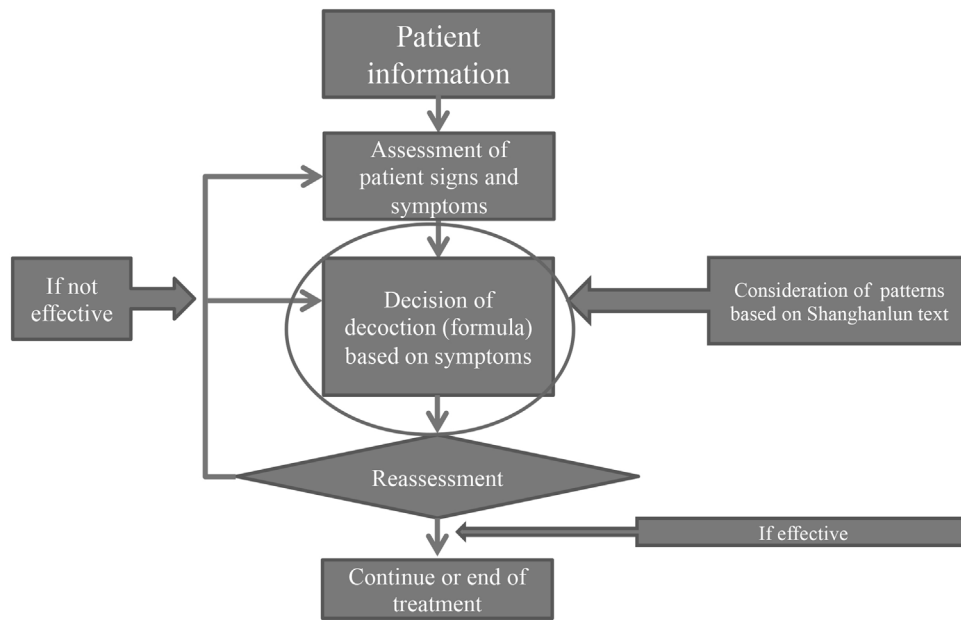 Patient
information
Assessment of
patient signs and
symptoms
If not
effective
Decision of
decoction (formula)
based on symptoms
Consideration of patterns
based on Shanghanlun text
Reassessment
If effective
Continue or end of
treatment